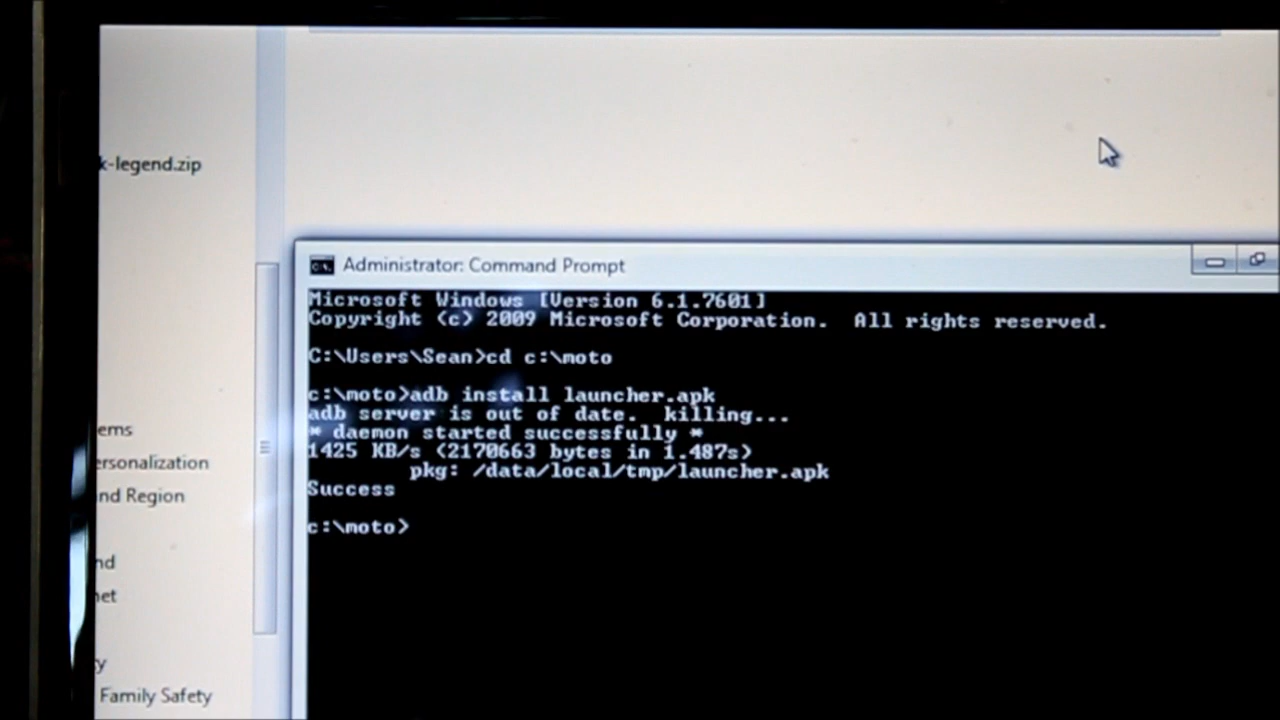 k-legend.zip
Administrator: Command Prompt
Microsoft Windows [Version 6.1.7601]
Copyright (c) 2009 Microsoft Corporation. All rights reserved.
C:\Users\Sean>cd c:\moto
c:\moto>adb install launcher.apk
adb server is out of date. killing...
* daemon started successfully *
1425 KB/s (2170663 bytes in 1.487s)
pkg: /data/local/tmp/launcher.apk
Success
c:\moto>
ems
ersonalization
nd Region
nd
net
y
Family Safety